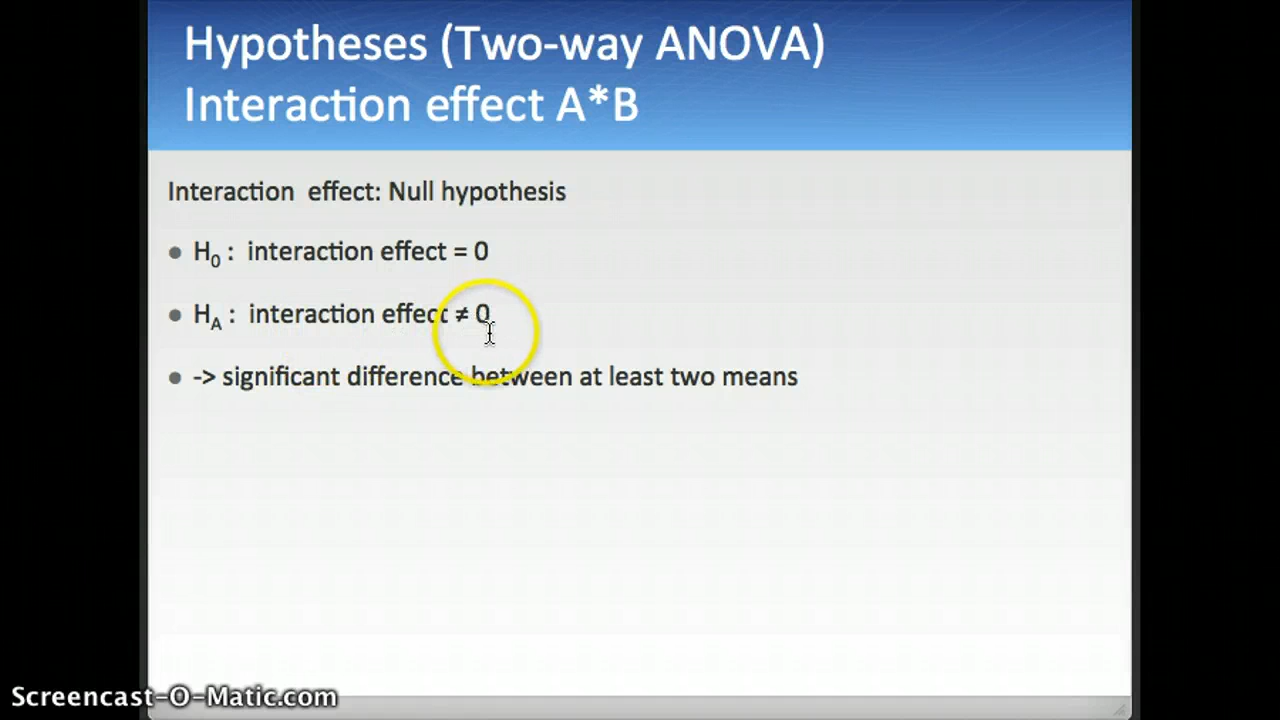 Hypotheses (Two-way ANOVA)
Interaction effect A*B
Interaction effect: Null hypothesis
● H₀ : interaction effect = 0
● H_A : interaction effect ≠ 0
● -> significant difference between at least two means
Screencast-O-Matic.com